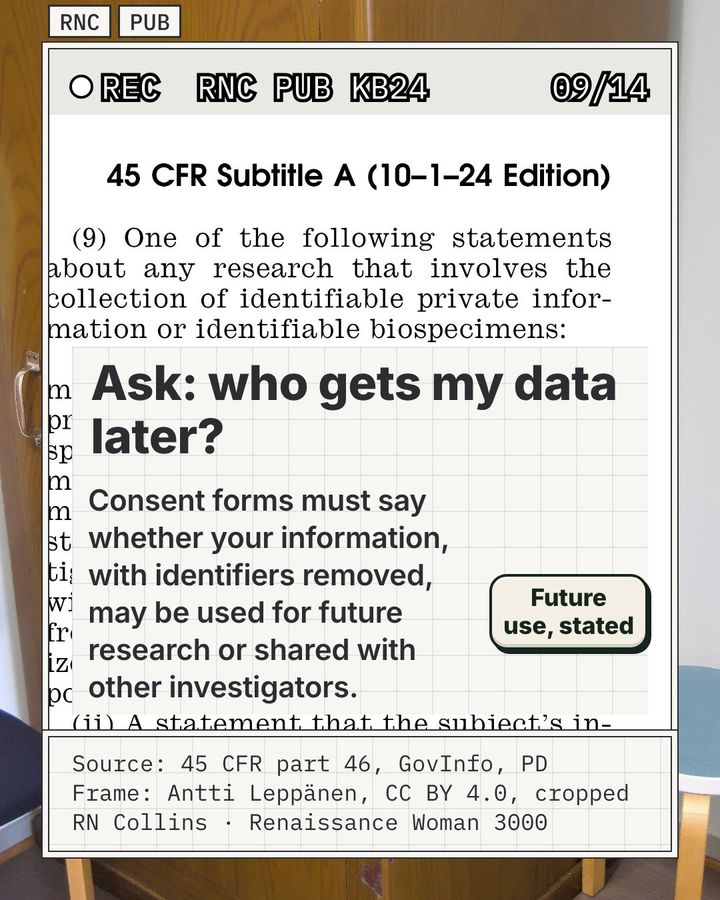 RNC PUB
REC RNC PUB KB24 09/14
45 CFR Subtitle A (10–1–24 Edition)
(9) One of the following statements
about any research that involves the
collection of identifiable private infor-
mation or identifiable biospecimens:
Ask: who gets my data
later?
Consent forms must say
whether your information,
with identifiers removed,
may be used for future
research or shared with
other investigators.
Future
use, stated
(ii) A statement that the subject's in-
Source: 45 CFR part 46, GovInfo, PD
Frame: Antti Leppänen, CC BY 4.0, cropped
RN Collins · Renaissance Woman 3000